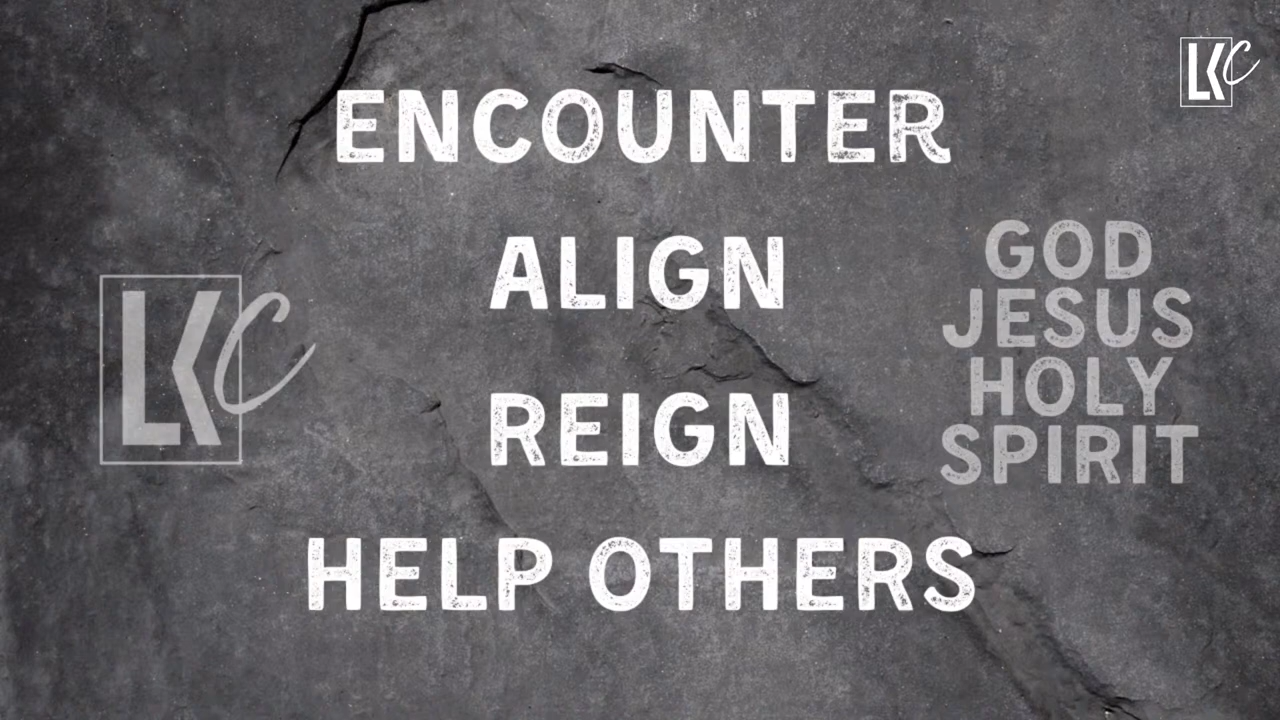 LKC
ENCOUNTER
ALIGN
REIGN
HELP OTHERS
LKC
GOD
JESUS
HOLY
SPIRIT